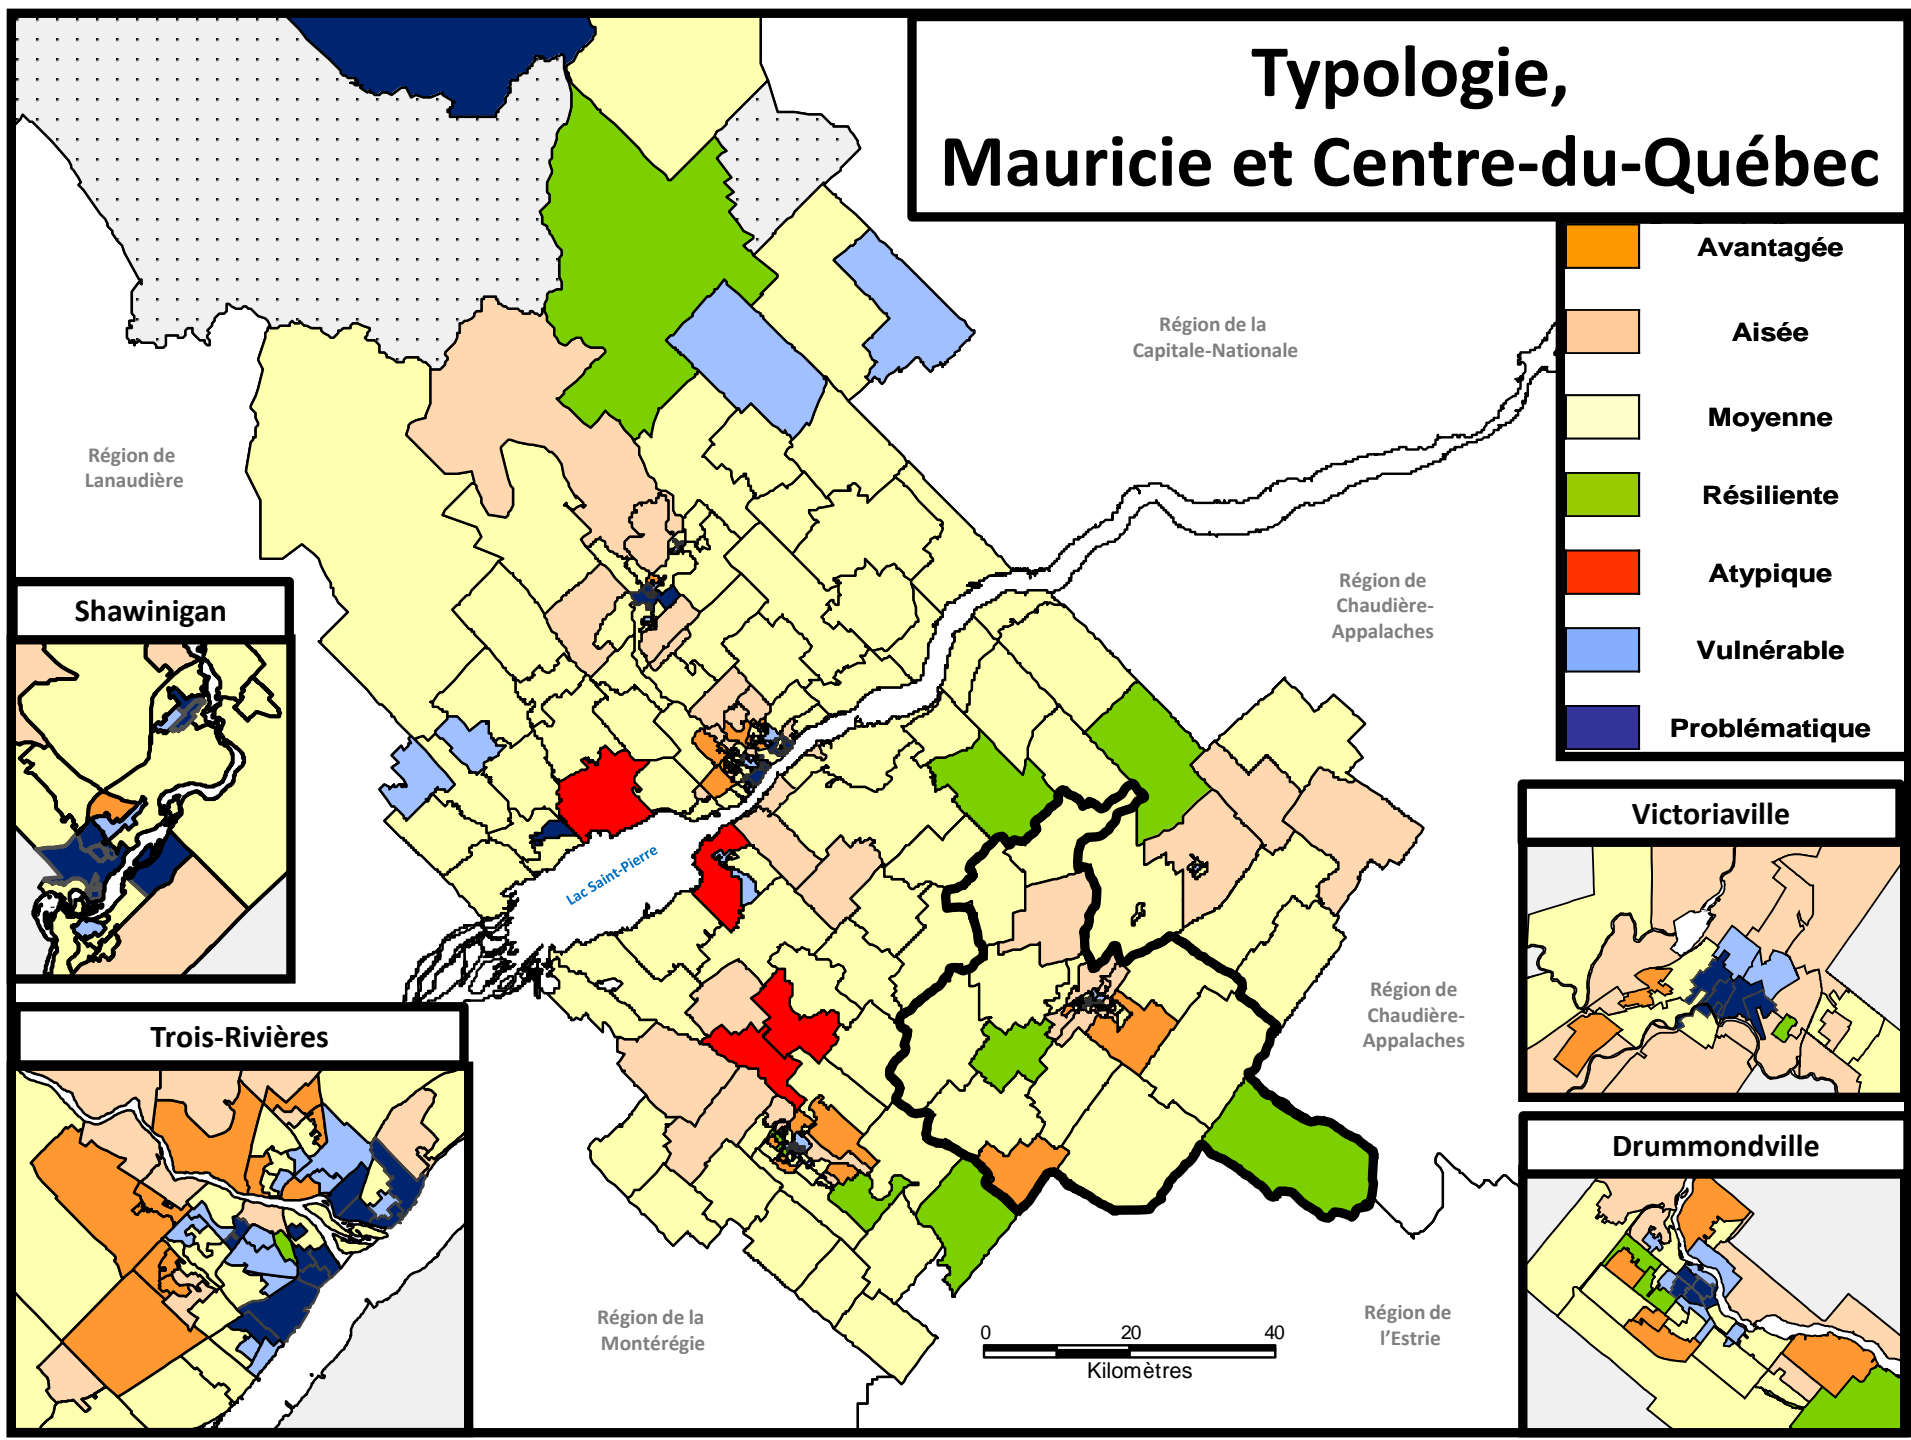 Typologie,
Mauricie et Centre-du-Québec
Avantagée
Aisée
Moyenne
Résiliente
Atypique
Vulnérable
Problématique
Région de la
Capitale-Nationale
Région de
Lanaudière
Région de
Chaudière-
Appalaches
Shawinigan
Victoriaville
Lac Saint-Pierre
Région de
Chaudière-
Appalaches
Trois-Rivières
Drummondville
Région de la
Montérégie
Région de
l'Estrie
0 20 40
Kilomètres